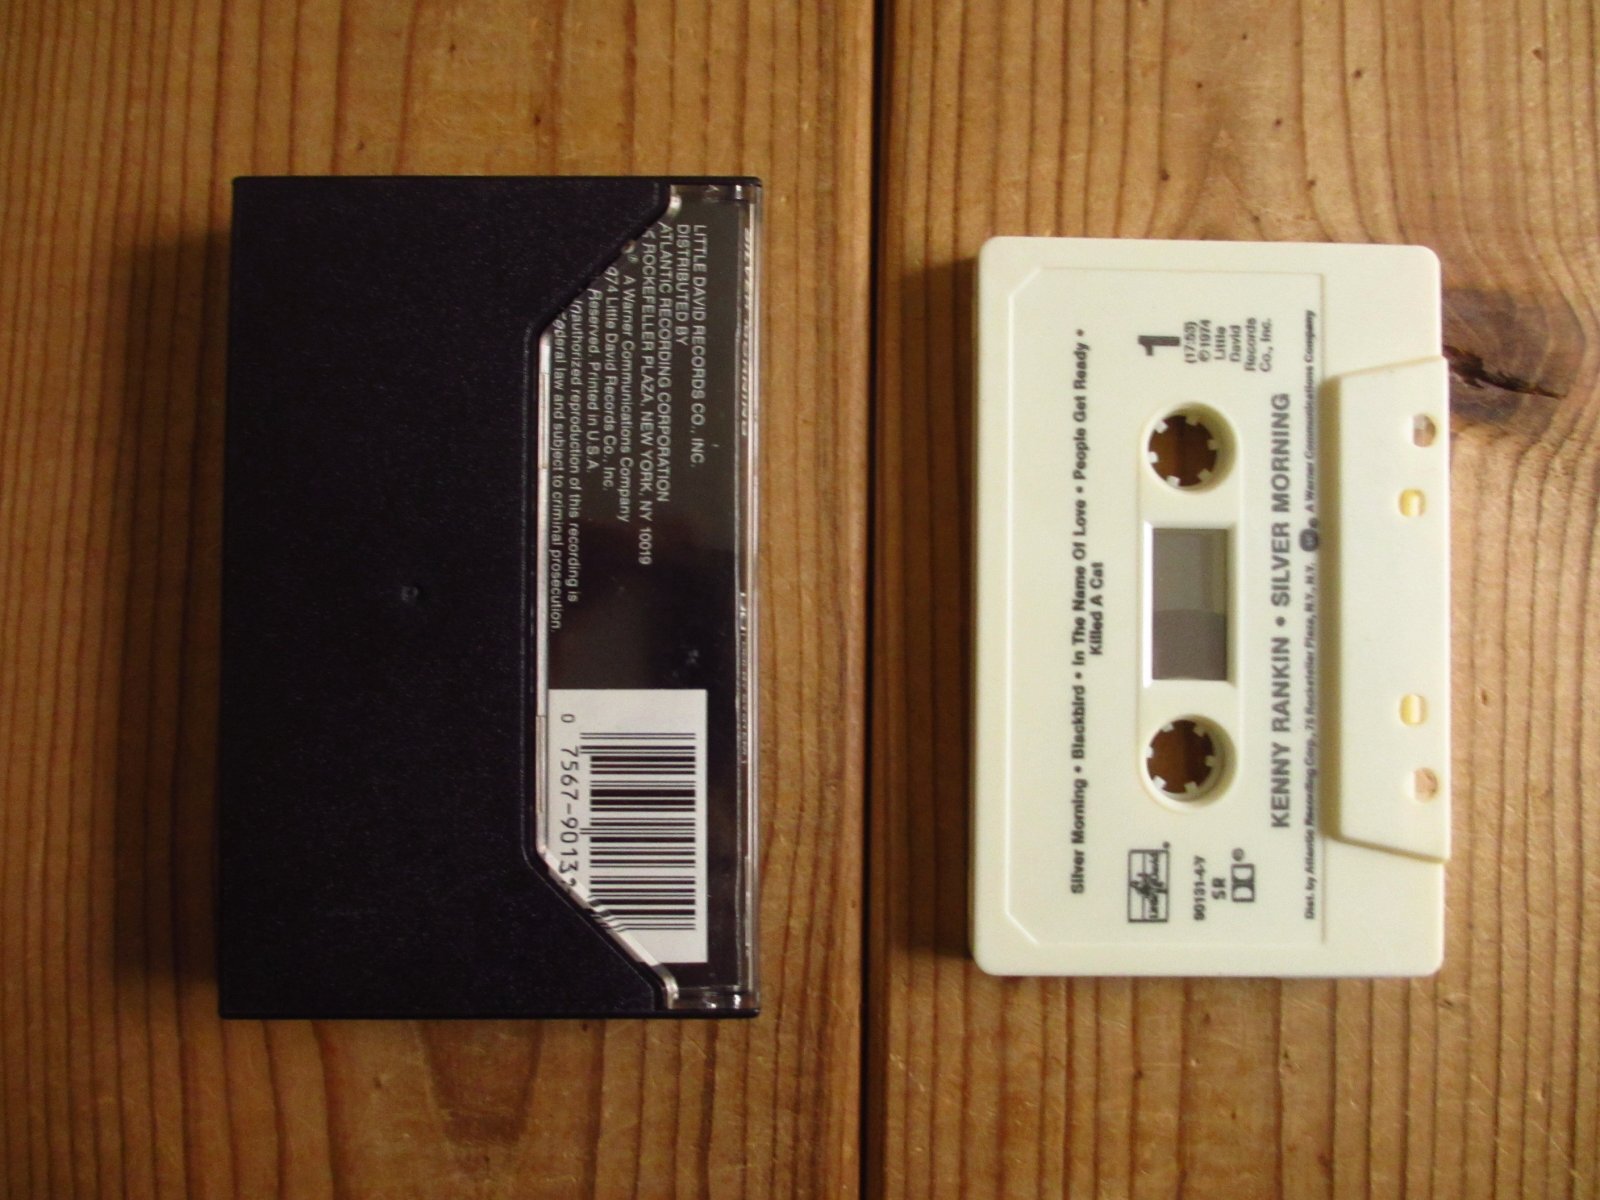 LITTLE DAVID RECORDS CO., INC.
DISTRIBUTED BY
ATLANTIC RECORDING CORPORATION
ROCKEFELLER PLAZA, NEW YORK, NY 10019
A Warner Communications Company
974 Little David Records Co., Inc.
Reserved. Printed in U.S.A.
Unauthorized reproduction of this recording is
federal law and subject to criminal prosecution.
0 7567-9013
Silver Morning • Blackbird • In The Name Of Love • People Get Ready •
Killed A Cat
1
(17:53)
℗ 1974
Little
David
Records
Co., Inc.
90131-4-Y
SR
KENNY RANKIN • SILVER MORNING
Dist. by Atlantic Recording Corp., 75 Rockefeller Plaza, N.Y., N.Y. A Warner Communications Company